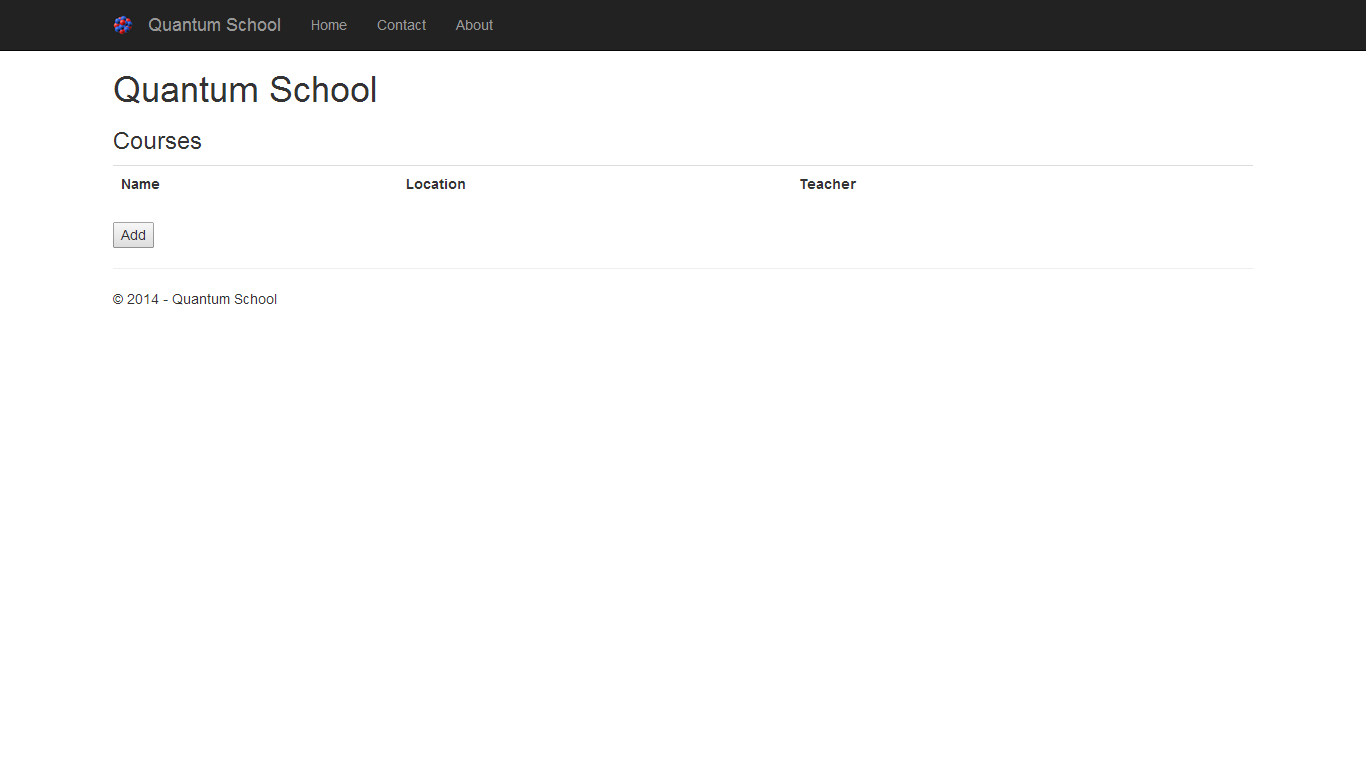 Quantum School Home Contact About
Quantum School
Courses
Name Location Teacher
Add
© 2014 - Quantum School